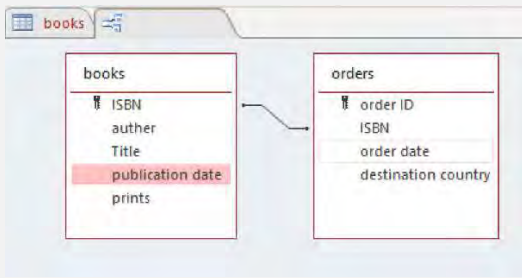 books
books
ISBN
auther
Title
publication date
prints
orders
order ID
ISBN
order date
destination country